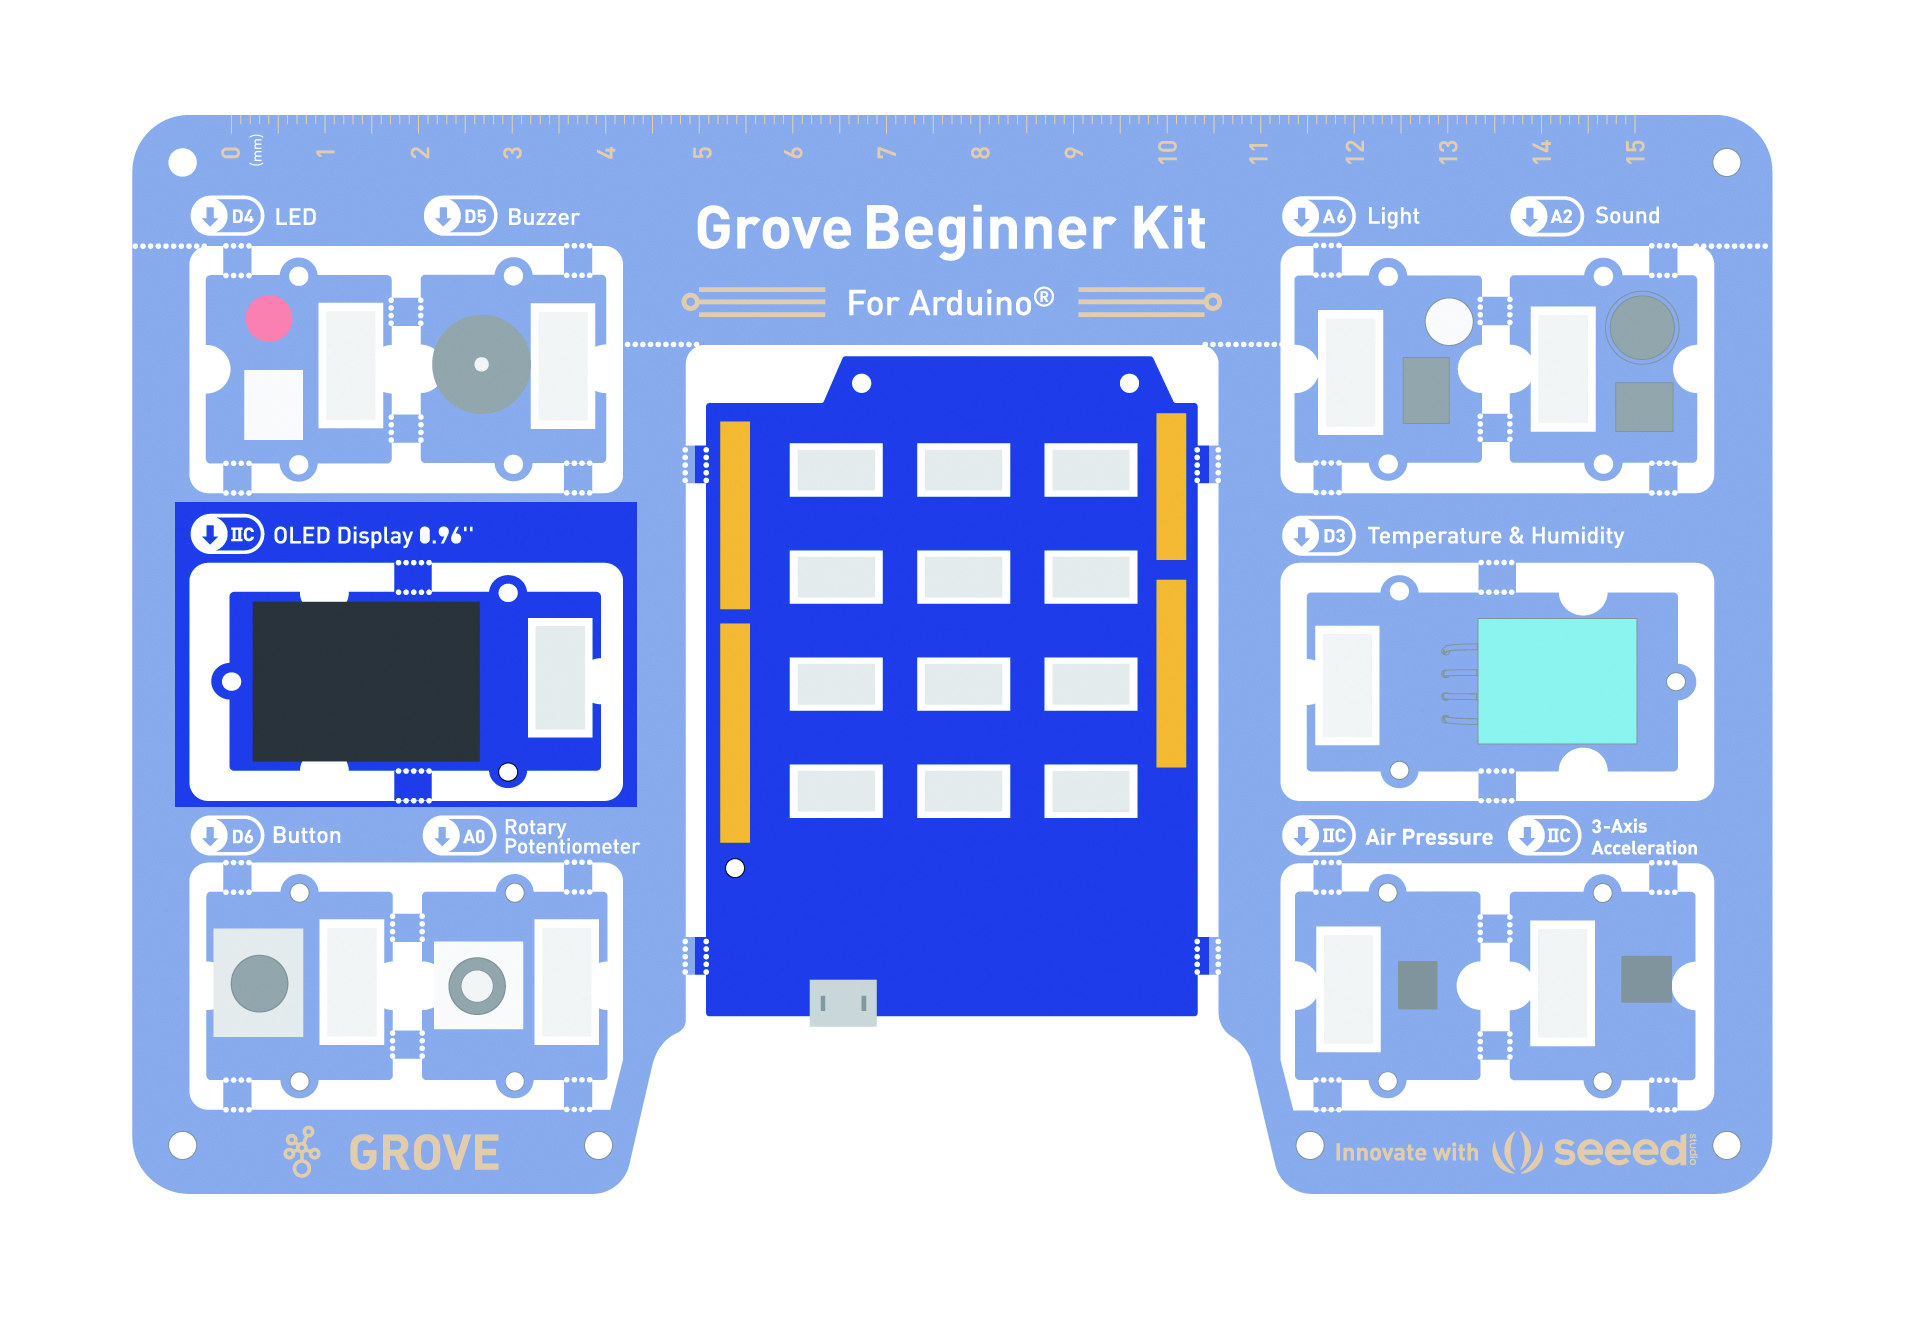 0 1 2 3 4 5 6 7 8 9 10 11 12 13 14 15
(mm)
D4 LED
D5 Buzzer
Grove Beginner Kit
For Arduino®
A6 Light
A2 Sound
IIC OLED Display 0.96"
D3 Temperature & Humidity
D6 Button
A0 Rotary
Potentiometer
IIC Air Pressure
IIC 3-Axis
Acceleration
GROVE
Innovate with seeed studio